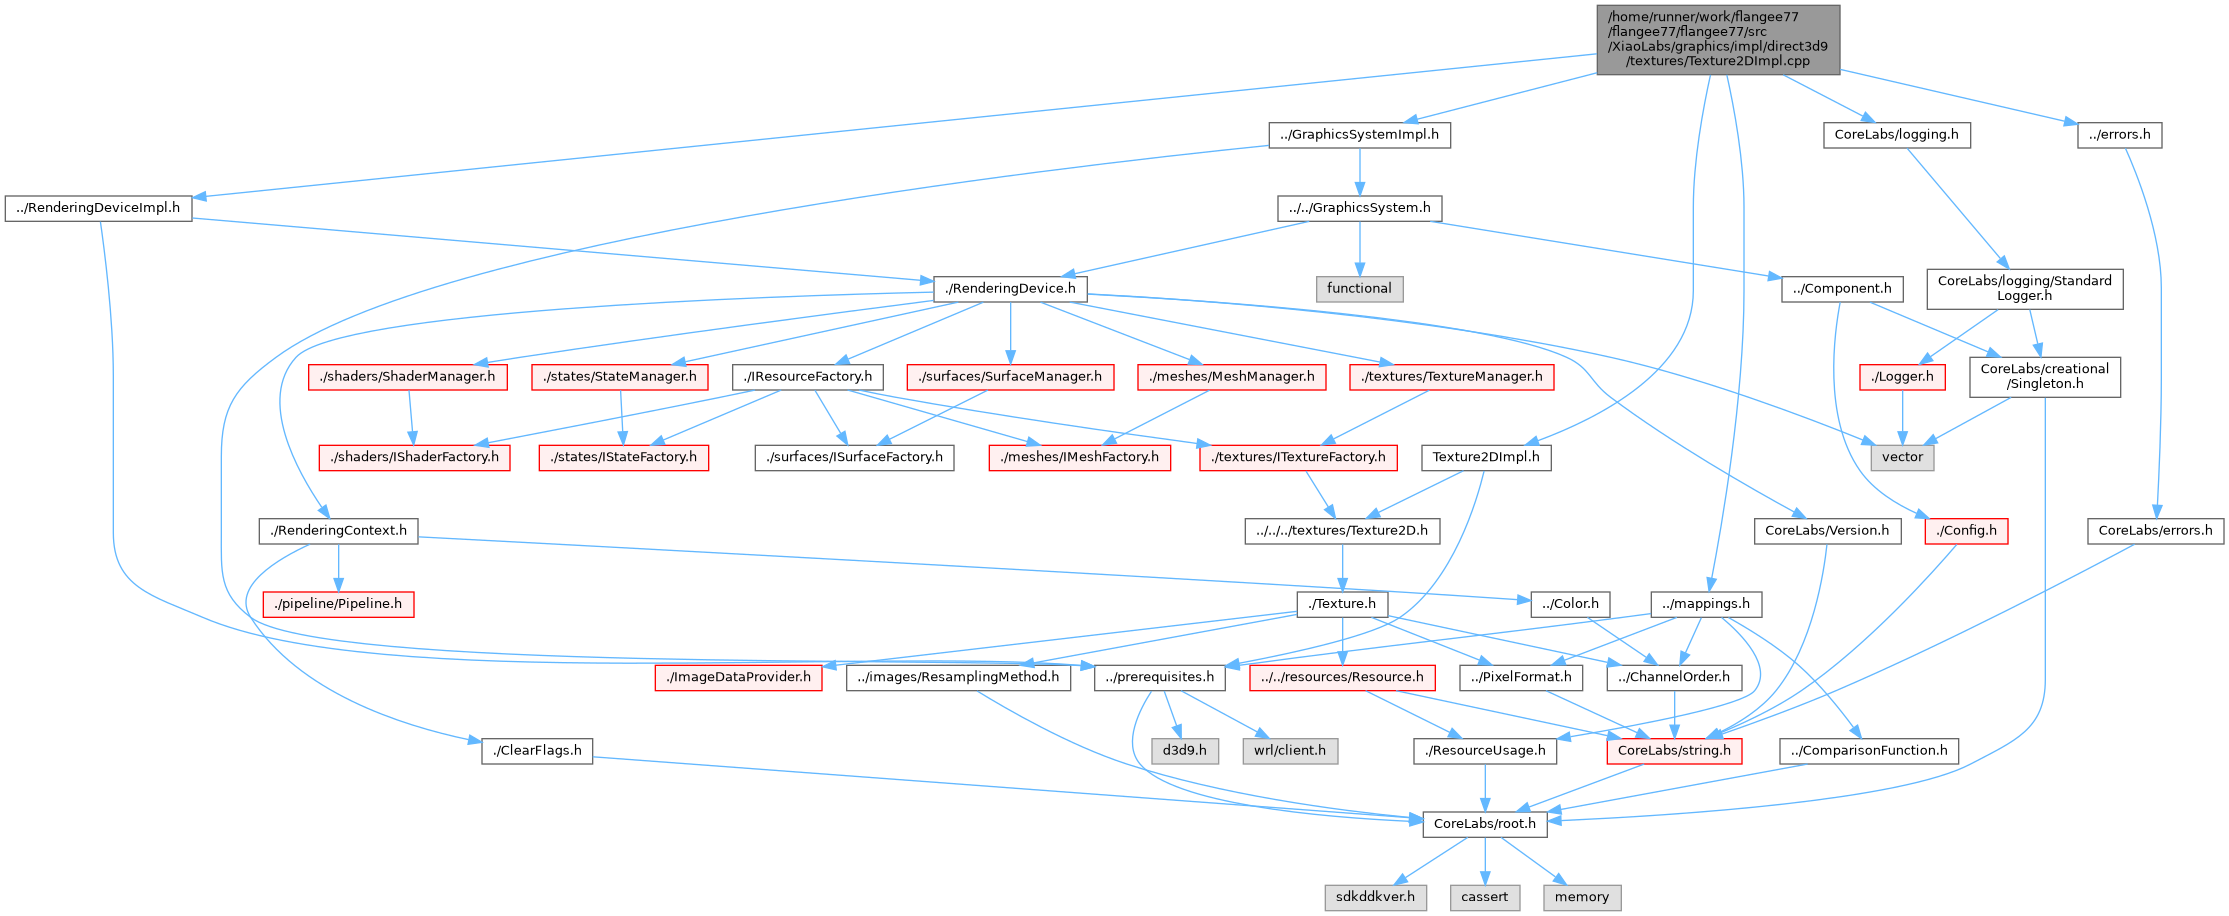 /home/runner/work/flangee77
/flangee77/flangee77/src
/XiaoLabs/graphics/impl/direct3d9
/textures/Texture2DImpl.cpp
../GraphicsSystemImpl.h
CoreLabs/logging.h
../errors.h
../RenderingDeviceImpl.h
../../GraphicsSystem.h
./RenderingDevice.h
functional
../Component.h
CoreLabs/logging/Standard
Logger.h
./shaders/ShaderManager.h
./states/StateManager.h
./IResourceFactory.h
./surfaces/SurfaceManager.h
./meshes/MeshManager.h
./textures/TextureManager.h
./Logger.h
CoreLabs/creational
/Singleton.h
./shaders/IShaderFactory.h
./states/IStateFactory.h
./surfaces/ISurfaceFactory.h
./meshes/IMeshFactory.h
./textures/ITextureFactory.h
Texture2DImpl.h
vector
./RenderingContext.h
../../../textures/Texture2D.h
CoreLabs/Version.h
./Config.h
CoreLabs/errors.h
./pipeline/Pipeline.h
./Texture.h
../Color.h
../mappings.h
./ImageDataProvider.h
../images/ResamplingMethod.h
../prerequisites.h
../../resources/Resource.h
../PixelFormat.h
../ChannelOrder.h
./ClearFlags.h
d3d9.h
wrl/client.h
./ResourceUsage.h
CoreLabs/string.h
../ComparisonFunction.h
CoreLabs/root.h
sdkddkver.h
cassert
memory